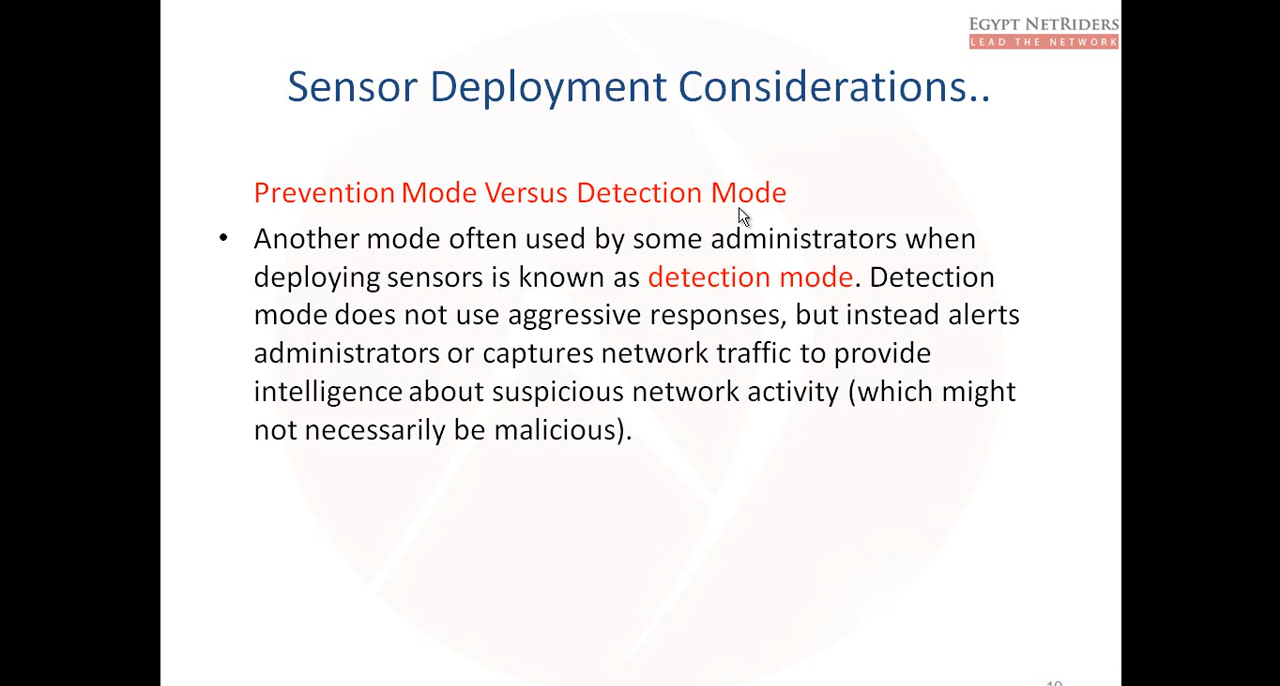 EGYPT NETRIDERS
LEAD THE NETWORK
Sensor Deployment Considerations..
Prevention Mode Versus Detection Mode
• Another mode often used by some administrators when
deploying sensors is known as detection mode. Detection
mode does not use aggressive responses, but instead alerts
administrators or captures network traffic to provide
intelligence about suspicious network activity (which might
not necessarily be malicious).